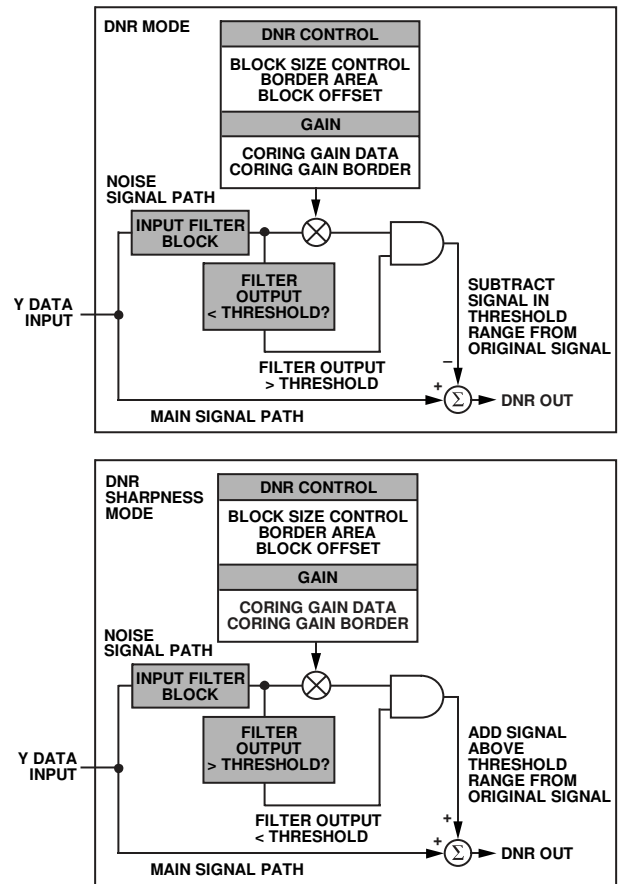 DNR MODE
DNR CONTROL
BLOCK SIZE CONTROL
BORDER AREA
BLOCK OFFSET
GAIN
CORING GAIN DATA
CORING GAIN BORDER
NOISE
SIGNAL PATH
INPUT FILTER
BLOCK
FILTER
OUTPUT
< THRESHOLD?
Y DATA
INPUT
SUBTRACT
SIGNAL IN
THRESHOLD
RANGE FROM
ORIGINAL SIGNAL
FILTER OUTPUT
> THRESHOLD
–
+
Σ
DNR OUT
MAIN SIGNAL PATH
DNR
SHARPNESS
MODE
DNR CONTROL
BLOCK SIZE CONTROL
BORDER AREA
BLOCK OFFSET
GAIN
CORING GAIN DATA
CORING GAIN BORDER
NOISE
SIGNAL PATH
INPUT FILTER
BLOCK
FILTER
OUTPUT
> THRESHOLD?
Y DATA
INPUT
ADD SIGNAL
ABOVE
THRESHOLD
RANGE FROM
ORIGINAL SIGNAL
FILTER OUTPUT
< THRESHOLD
+
+
Σ
DNR OUT
MAIN SIGNAL PATH